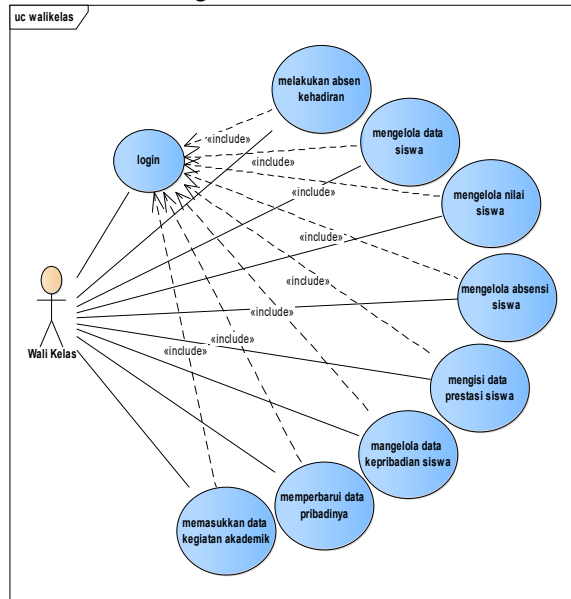 uc walikelas
melakukan absen
kehadiran
«include»
mengelola data
siswa
login
«include»
«include»
mengelola nilai
siswa
«include»
mengelola absensi
siswa
«include»
Wali Kelas
«include»
«include»
«include»
mengisi data
prestasi siswa
mangelola data
kepribadian siswa
memperbarui data
pribadinya
memasukkan data
kegiatan akademik